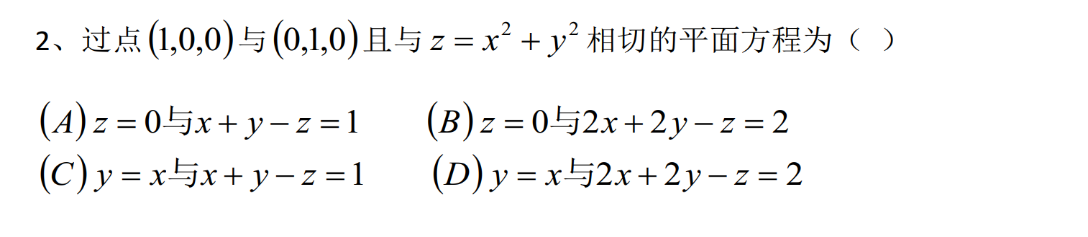 2、过点(1,0,0)与(0,1,0)且与z = x² + y²相切的平面方程为（ ）
(A) z = 0与x + y − z = 1 (B) z = 0与2x + 2y − z = 2
(C) y = x与x + y − z = 1 (D) y = x与2x + 2y − z = 2